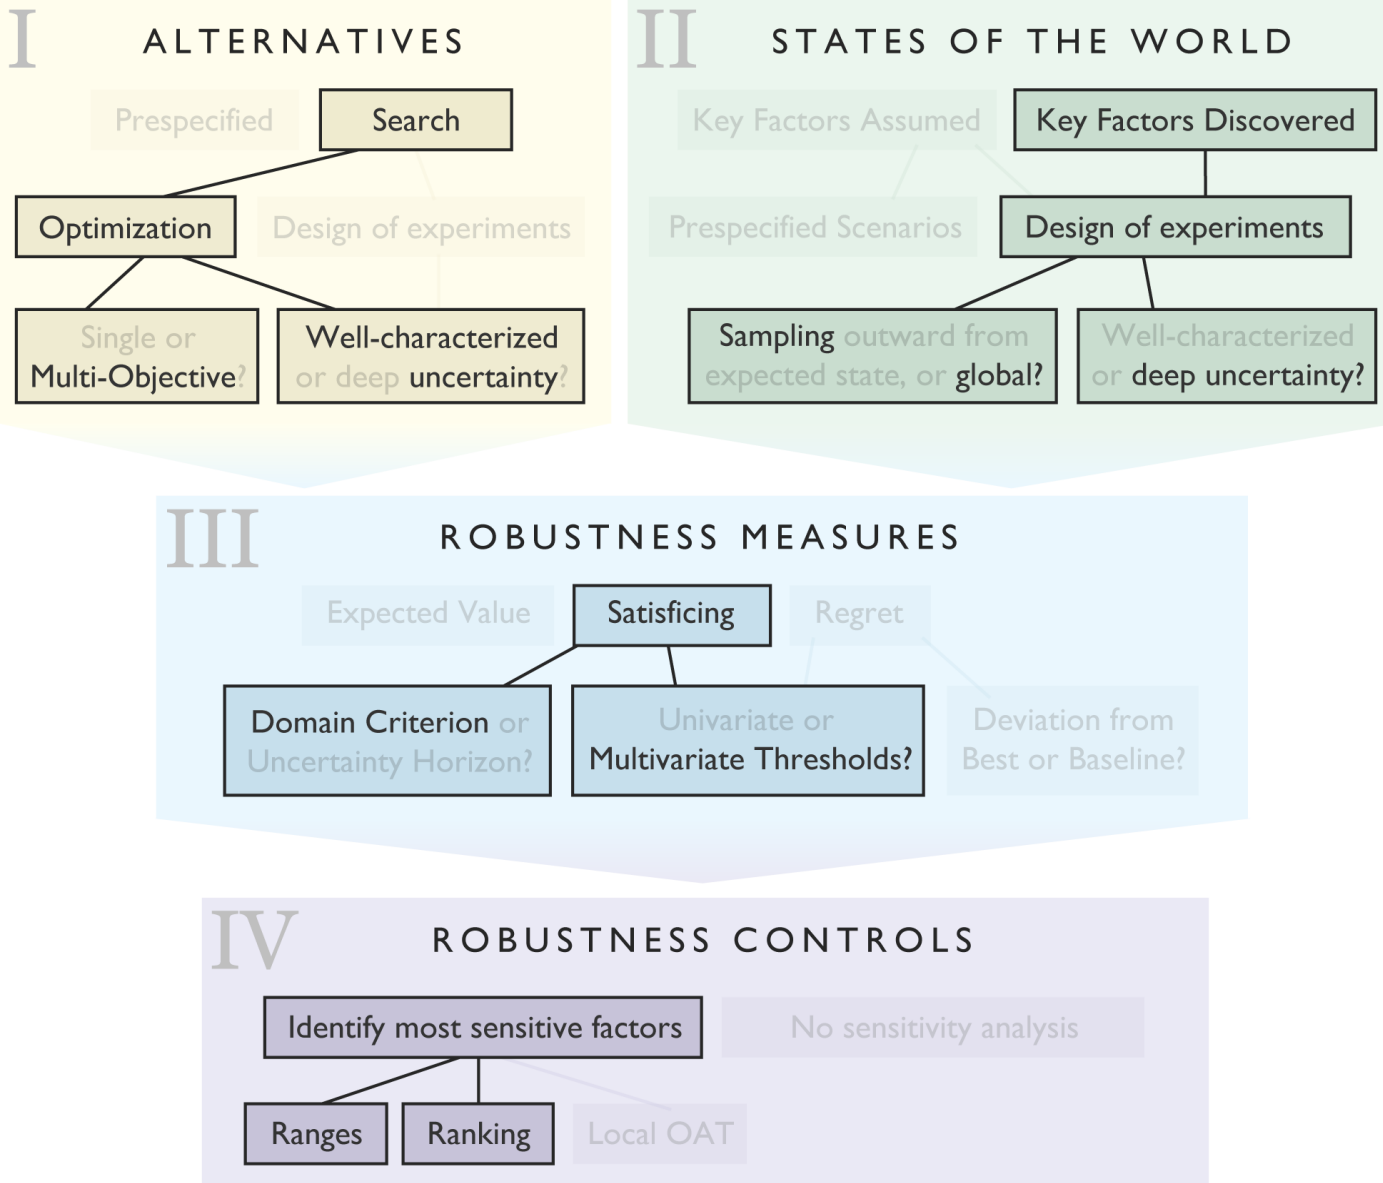 I
ALTERNATIVES
Prespecified
Search
Optimization
Design of experiments
Single or
Multi-Objective?
Well-characterized
or deep uncertainty?
II
STATES OF THE WORLD
Key Factors Assumed
Key Factors Discovered
Prespecified Scenarios
Design of experiments
Sampling outward from
expected state, or global?
Well-characterized
or deep uncertainty?
III
ROBUSTNESS MEASURES
Expected Value
Satisficing
Regret
Domain Criterion or
Uncertainty Horizon?
Univariate or
Multivariate Thresholds?
Deviation from
Best or Baseline?
IV
ROBUSTNESS CONTROLS
Identify most sensitive factors
No sensitivity analysis
Ranges
Ranking
Local OAT